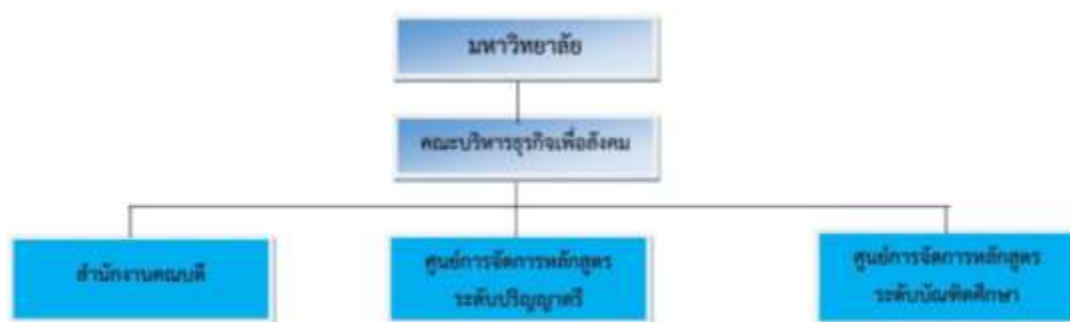 มหาวิทยาลัย
คณะบริหารธุรกิจเพื่อสังคม
สำนักงานคณบดี
ศูนย์การจัดการหลักสูตร
ระดับปริญญาตรี
ศูนย์การจัดการหลักสูตร
ระดับบัณฑิตศึกษา